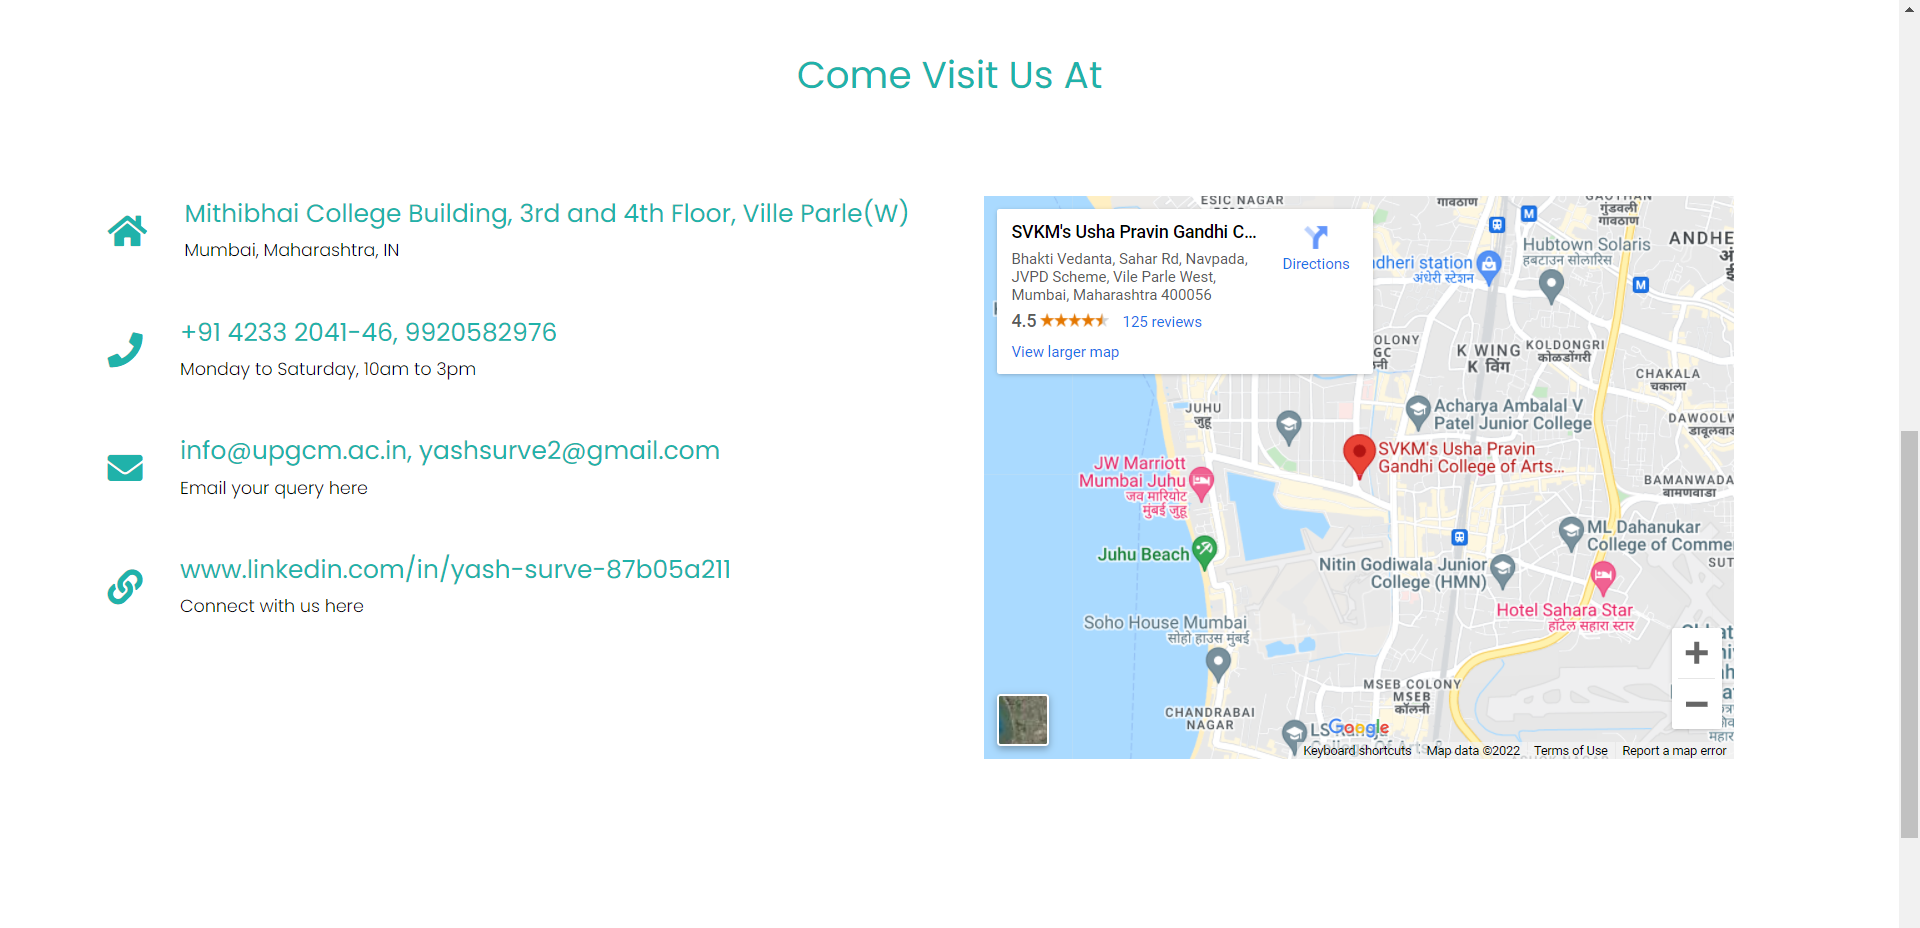 Come Visit Us At
Mithibhai College Building, 3rd and 4th Floor, Ville Parle(W)
Mumbai, Maharashtra, IN
+91 4233 2041-46, 9920582976
Monday to Saturday, 10am to 3pm
info@upgcm.ac.in, yashsurve2@gmail.com
Email your query here
www.linkedin.com/in/yash-surve-87b05a211
Connect with us here
SVKM's Usha Pravin Gandhi C...
Directions
Bhakti Vedanta, Sahar Rd, Navpada,
JVPD Scheme, Vile Parle West,
Mumbai, Maharashtra 400056
4.5
125 reviews
View larger map
ESIC NAGAR
गावठाण
गुंडवली
गावठाण
M
Hubtown Solaris
हबटाउन सोलारिस
ANDHE
dheri station
अंधेरी स्टेशन
M
OLONY
GC
नी
K WING
K विंग
KOLDONGRI
कोलडोंगरी
CHAKALA
चकाला
JUHU
जुहू
Acharya Ambalal V
Patel Junior College
DAWOOLW
डावूलवा
SVKM's Usha Pravin
Gandhi College of Arts...
JW Marriott
Mumbai Juhu
जव मारियोट
मुंबई जुहू
BAMANWADA
बामणवाडा
ML Dahanukar
College of Comme
SUT
Juhu Beach
Nitin Godiwala Junior
College (HMN)
Hotel Sahara Star
हॉटेल सहारा स्टार
Soho House Mumbai
सोहो हाउस मुंबई
MSEB COLONY
MSEB
कॉलनी
CHANDRABAI
NAGAR
Google
Keyboard shortcuts
Map data ©2022
Terms of Use
Report a map error